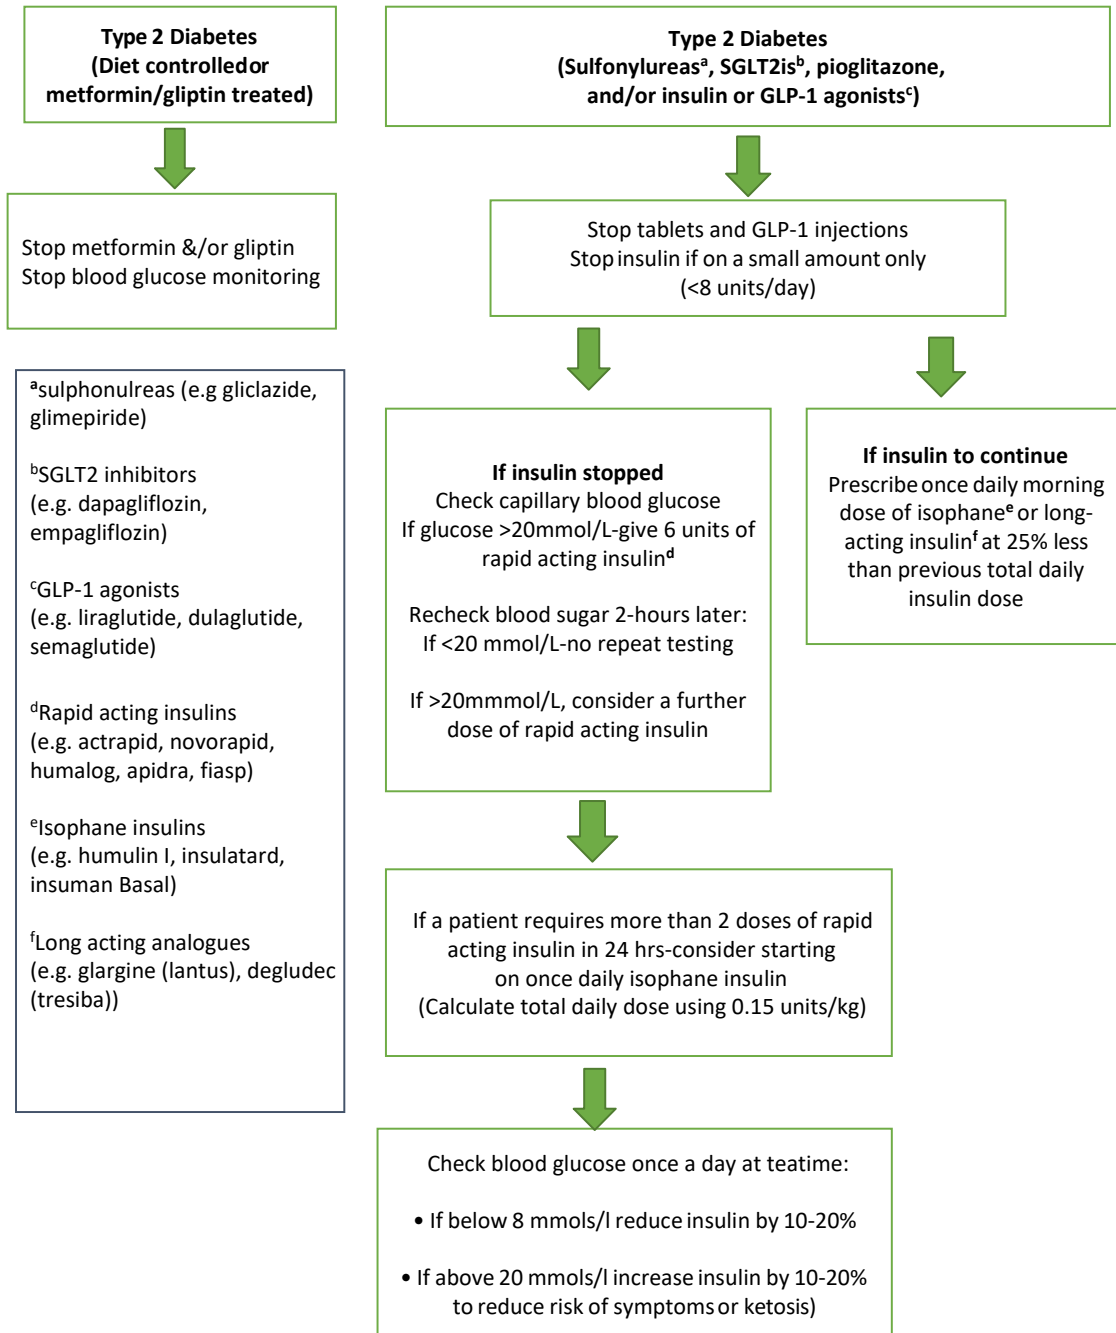 Type 2 Diabetes
(Diet controlledor
metformin/gliptin treated)
Stop metformin &/or gliptin
Stop blood glucose monitoring
ᵃsulphonulreas (e.g gliclazide,
glimepiride)
ᵇSGLT2 inhibitors
(e.g. dapagliflozin,
empagliflozin)
ᶜGLP-1 agonists
(e.g. liraglutide, dulaglutide,
semaglutide)
ᵈRapid acting insulins
(e.g. actrapid, novorapid,
humalog, apidra, fiasp)
ᵉIsophane insulins
(e.g. humulin I, insulatard,
insuman Basal)
ᶠLong acting analogues
(e.g. glargine (lantus), degludec
(tresiba))
Type 2 Diabetes
(Sulfonylureasᵃ, SGLT2isᵇ, pioglitazone,
and/or insulin or GLP-1 agonistsᶜ)
Stop tablets and GLP-1 injections
Stop insulin if on a small amount only
(<8 units/day)
If insulin stopped
Check capillary blood glucose
If glucose >20mmol/L-give 6 units of
rapid acting insulinᵈ
Recheck blood sugar 2-hours later:
If <20 mmol/L-no repeat testing
If >20mmmol/L, consider a further
dose of rapid acting insulin
If insulin to continue
Prescribe once daily morning
dose of isophaneᵉ or long-
acting insulinᶠ at 25% less
than previous total daily
insulin dose
If a patient requires more than 2 doses of rapid
acting insulin in 24 hrs-consider starting
on once daily isophane insulin
(Calculate total daily dose using 0.15 units/kg)
Check blood glucose once a day at teatime:
• If below 8 mmols/l reduce insulin by 10-20%
• If above 20 mmols/l increase insulin by 10-20%
to reduce risk of symptoms or ketosis)